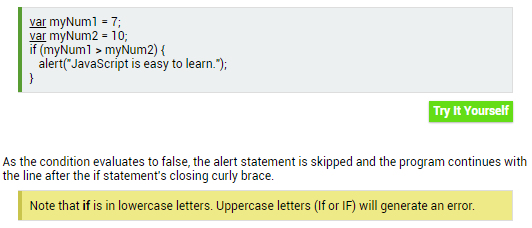 var myNum1 = 7;
var myNum2 = 10;
if (myNum1 > myNum2) {
   alert("JavaScript is easy to learn.");
}
Try It Yourself
As the condition evaluates to false, the alert statement is skipped and the program continues with
the line after the if statement's closing curly brace.
Note that if is in lowercase letters. Uppercase letters (If or IF) will generate an error.